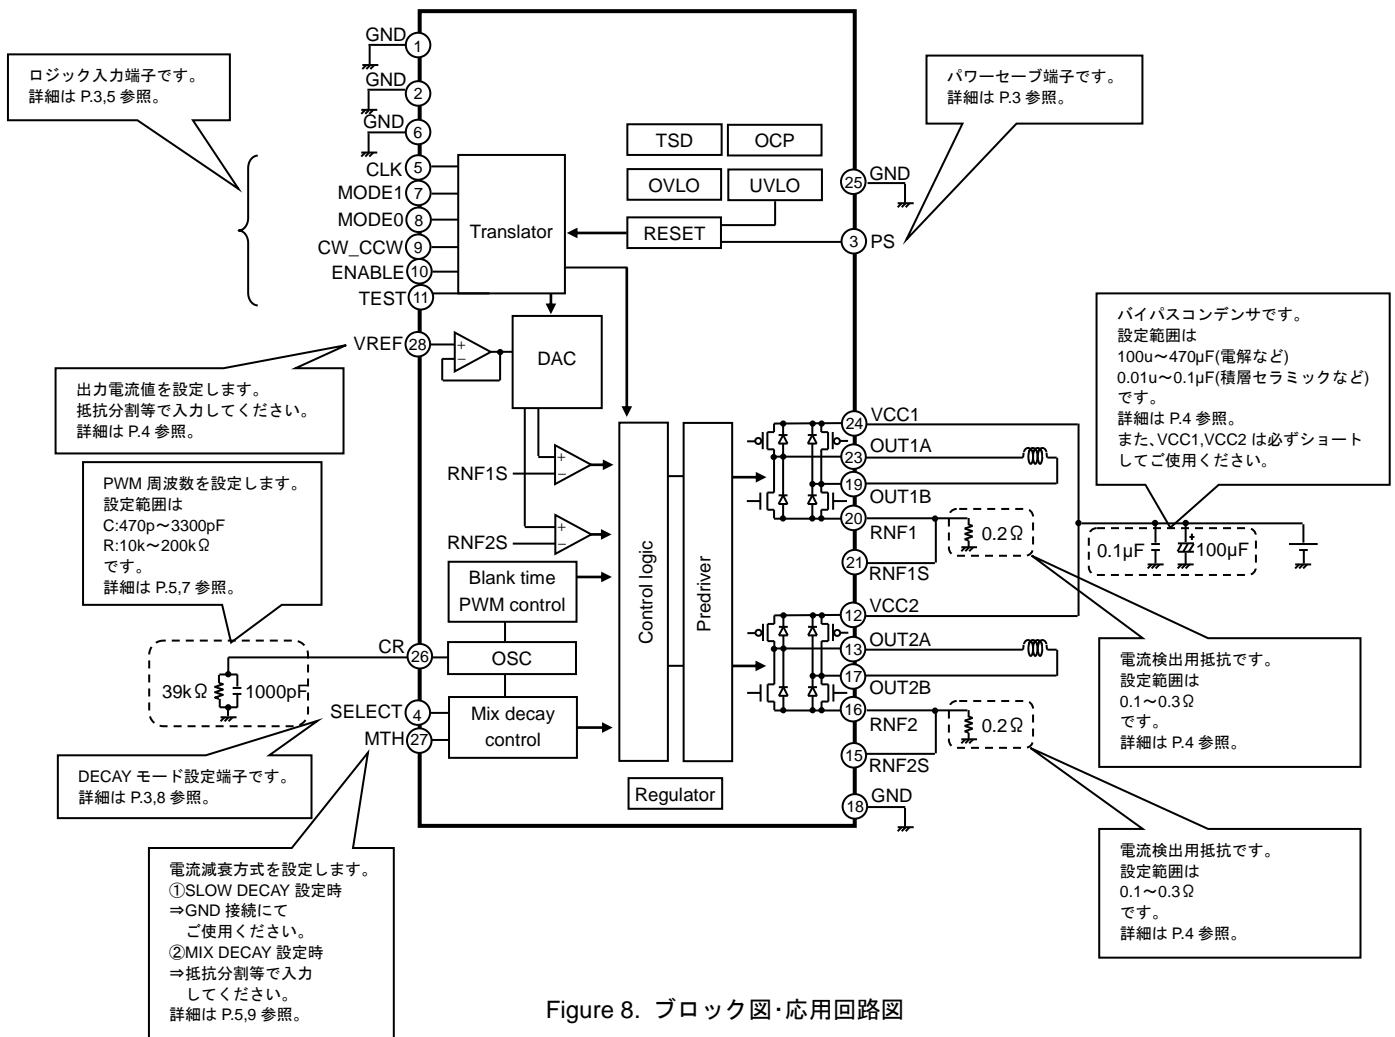 ロジック入力端子です。
詳細は P.3,5 参照。
GND
1
GND
2
GND
6
CLK
5
MODE1
7
MODE0
8
CW_CCW
9
ENABLE
10
TEST
11
VREF
28
Translator
TSD
OCP
OVLO
UVLO
RESET
パワーセーブ端子です。
詳細は P.3 参照。
25
GND
3
PS
DAC
+
−
出力電流値を設定します。
抵抗分割等で入力してください。
詳細は P.4 参照。
PWM 周波数を設定します。
設定範囲は
C:470p～3300pF
R:10k～200kΩ
です。
詳細は P.5,7 参照。
RNF1S
+
−
RNF2S
+
−
Blank time
PWM control
OSC
Mix decay
control
Control logic
Predriver
Regulator
CR
26
39kΩ
1000pF
SELECT
4
MTH
27
DECAY モード設定端子です。
詳細は P.3,8 参照。
電流減衰方式を設定します。
①SLOW DECAY 設定時
⇒GND 接続にて
ご使用ください。
②MIX DECAY 設定時
⇒抵抗分割等で入力
してください。
詳細は P.5,9 参照。
24
VCC1
23
OUT1A
19
OUT1B
20
RNF1
21
RNF1S
0.2Ω
12
VCC2
13
OUT2A
17
OUT2B
16
RNF2
15
RNF2S
0.2Ω
18
GND
バイパスコンデンサです。
設定範囲は
100u～470µF(電解など)
0.01u～0.1µF(積層セラミックなど)
です。
詳細は P.4 参照。
また、VCC1,VCC2 は必ずショート
してご使用ください。
0.1µF
+
100µF
電流検出用抵抗です。
設定範囲は
0.1～0.3Ω
です。
詳細は P.4 参照。
電流検出用抵抗です。
設定範囲は
0.1～0.3Ω
です。
詳細は P.4 参照。
Figure 8. ブロック図･応用回路図